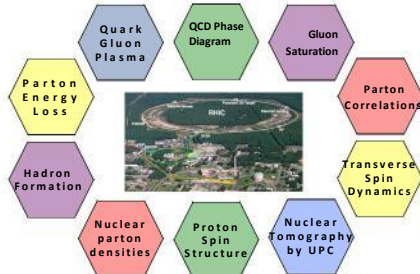 Quark
Gluon
Plasma
QCD Phase
Diagram
Gluon
Saturation
Parton
Energy
Loss
Parton
Correlations
RHIC
Hadron
Formation
Transverse
Spin
Dynamics
Nuclear
parton
densities
Proton
Spin
Structure
Nuclear
Tomography
by UPC